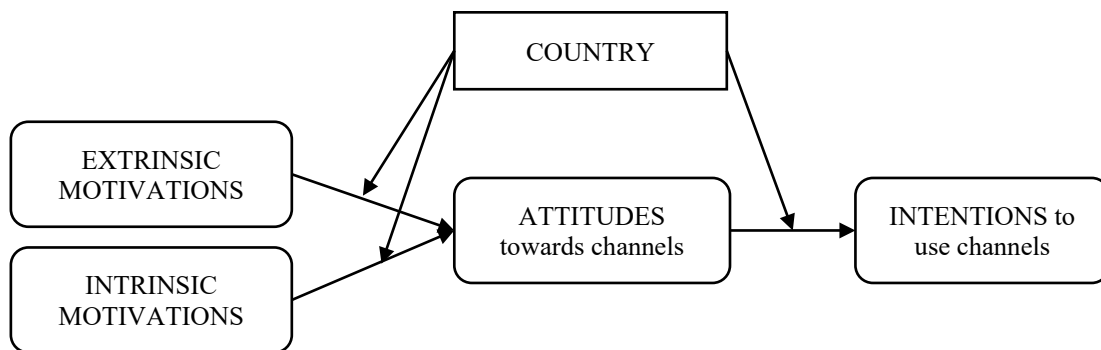 COUNTRY
EXTRINSIC
MOTIVATIONS
ATTITUDES
towards channels
INTENTIONS to
use channels
INTRINSIC
MOTIVATIONS